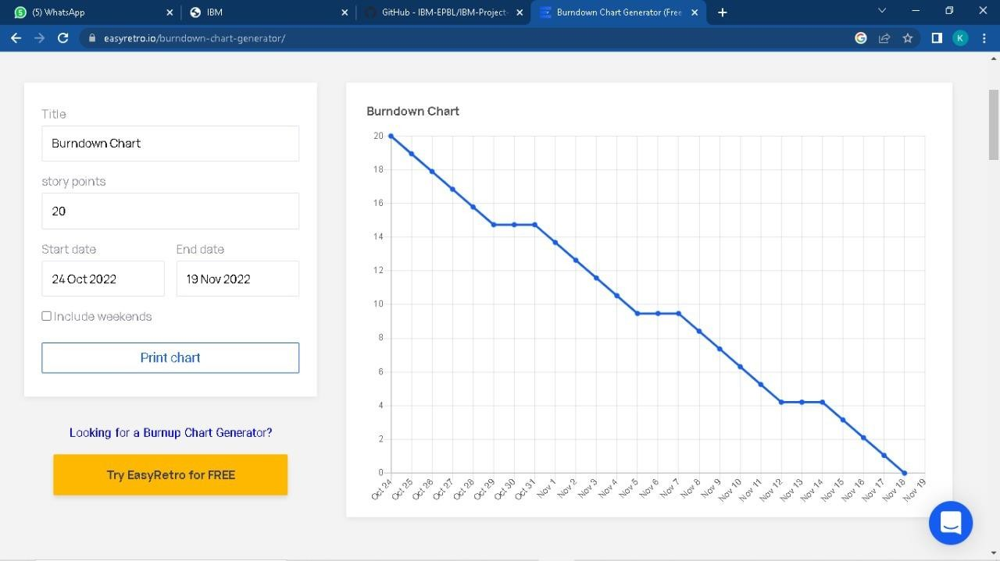 (5) WhatsApp
IBM
GitHub - IBM-EPBL/IBM-Project-
Burndown Chart Generator (Free
easyretro.io/burndown-chart-generator/
K
Title
Burndown Chart
story points
20
Start date
End date
24 Oct 2022
19 Nov 2022
Include weekends
Print chart
Looking for a Burnup Chart Generator?
Try EasyRetro for FREE
Burndown Chart
20
18
16
14
12
10
8
6
4
2
0
Oct 24
Oct 25
Oct 26
Oct 27
Oct 28
Oct 29
Oct 30
Oct 31
Nov 1
Nov 2
Nov 3
Nov 4
Nov 5
Nov 6
Nov 7
Nov 8
Nov 9
Nov 10
Nov 11
Nov 12
Nov 13
Nov 14
Nov 15
Nov 16
Nov 17
Nov 18
Nov 19